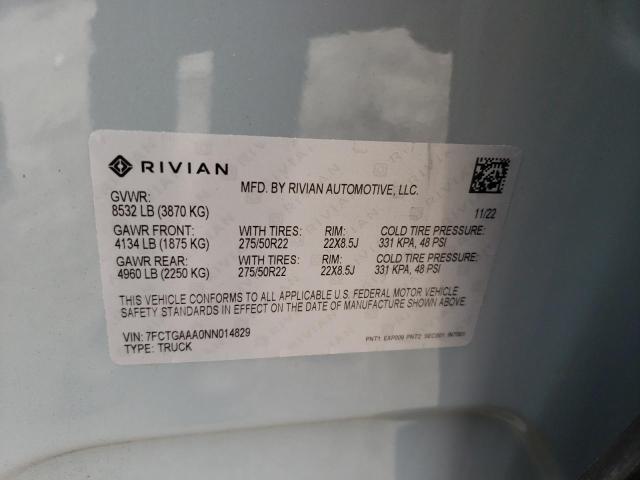 RIVIAN
MFD. BY RIVIAN AUTOMOTIVE, LLC.
GVWR:
8532 LB (3870 KG) 11/22
GAWR FRONT: WITH TIRES: RIM: COLD TIRE PRESSURE:
4134 LB (1875 KG) 275/50R22 22X8.5J 331 KPA, 48 PSI
GAWR REAR: WITH TIRES: RIM: COLD TIRE PRESSURE:
4960 LB (2250 KG) 275/50R22 22X8.5J 331 KPA, 48 PSI
THIS VEHICLE CONFORMS TO ALL APPLICABLE U.S. FEDERAL MOTOR VEHICLE
SAFETY STANDARDS IN EFFECT ON THE DATE OF MANUFACTURE SHOWN ABOVE.
VIN: 7FCTGAAA0NN014829
TYPE: TRUCK
PNT1: EXP009 PNT2: SEC001